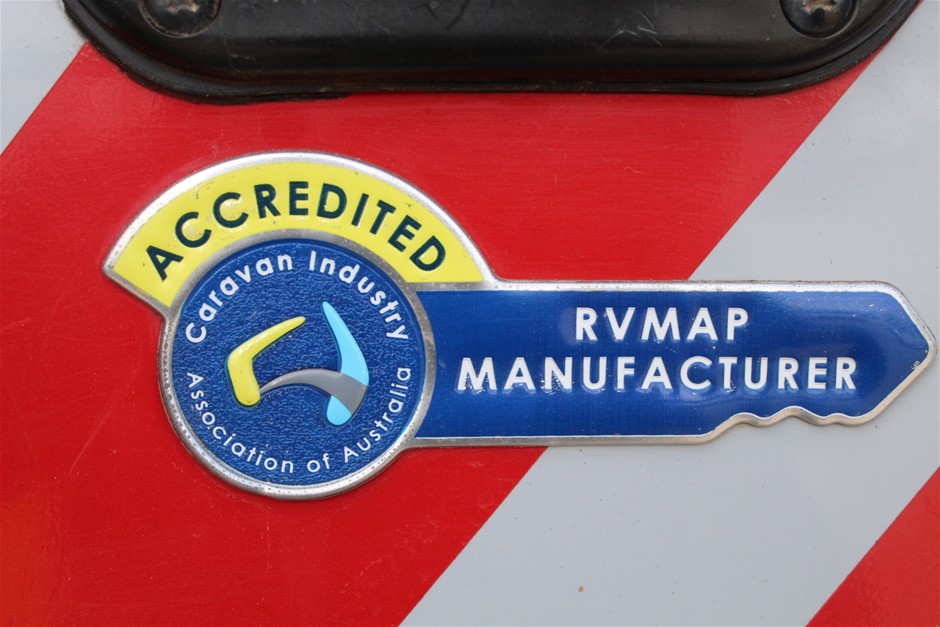 ACCREDITED
Caravan Industry
Association of Australia
RVMAP
MANUFACTURER